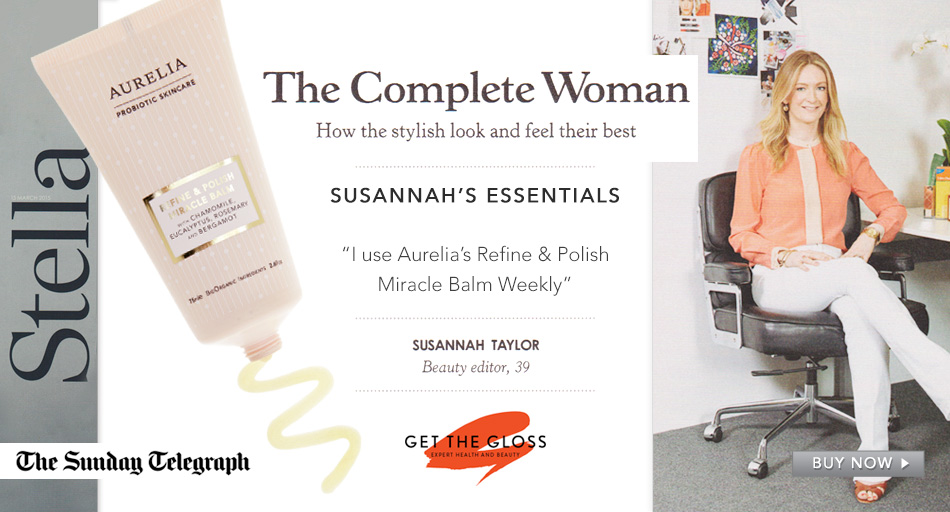 Stella
The Sunday Telegraph
AURELIA
PROBIOTIC SKINCARE
REFINE & POLISH
MIRACLE BALM
WITH CHAMOMILE,
EUCALYPTUS, ROSEMARY
AND BERGAMOT
The Complete Woman
How the stylish look and feel their best
SUSANNAH'S ESSENTIALS
“I use Aurelia’s Refine & Polish
Miracle Balm Weekly”
SUSANNAH TAYLOR
Beauty editor, 39
GET THE GLOSS
EXPERT HEALTH AND BEAUTY
BUY NOW